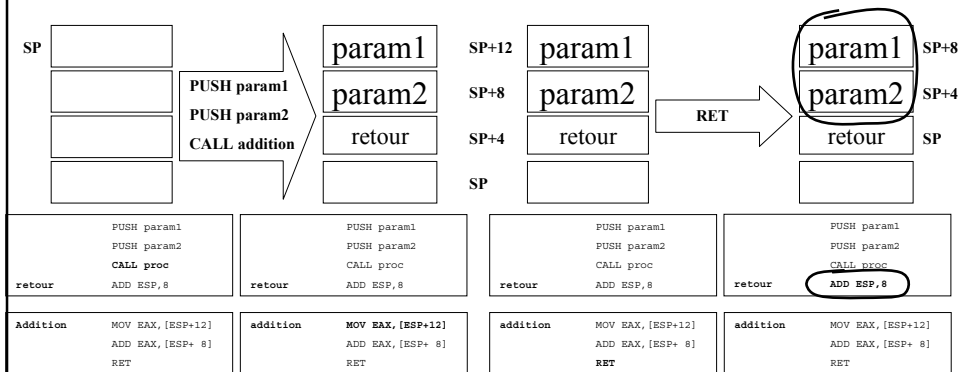 SP
PUSH param1
PUSH param2
CALL addition
param1
param2
retour
SP+12
SP+8
SP+4
SP
param1
param2
retour
RET
param1 SP+8
param2 SP+4
retour SP
PUSH param1
PUSH param2
CALL proc
retour ADD ESP,8
PUSH param1
PUSH param2
CALL proc
retour ADD ESP,8
PUSH param1
PUSH param2
CALL proc
retour ADD ESP,8
PUSH param1
PUSH param2
CALL proc
retour ADD ESP,8
Addition MOV EAX,[ESP+12]
ADD EAX,[ESP+ 8]
RET
addition MOV EAX,[ESP+12]
ADD EAX,[ESP+ 8]
RET
addition MOV EAX,[ESP+12]
ADD EAX,[ESP+ 8]
RET
addition MOV EAX,[ESP+12]
ADD EAX,[ESP+ 8]
RET